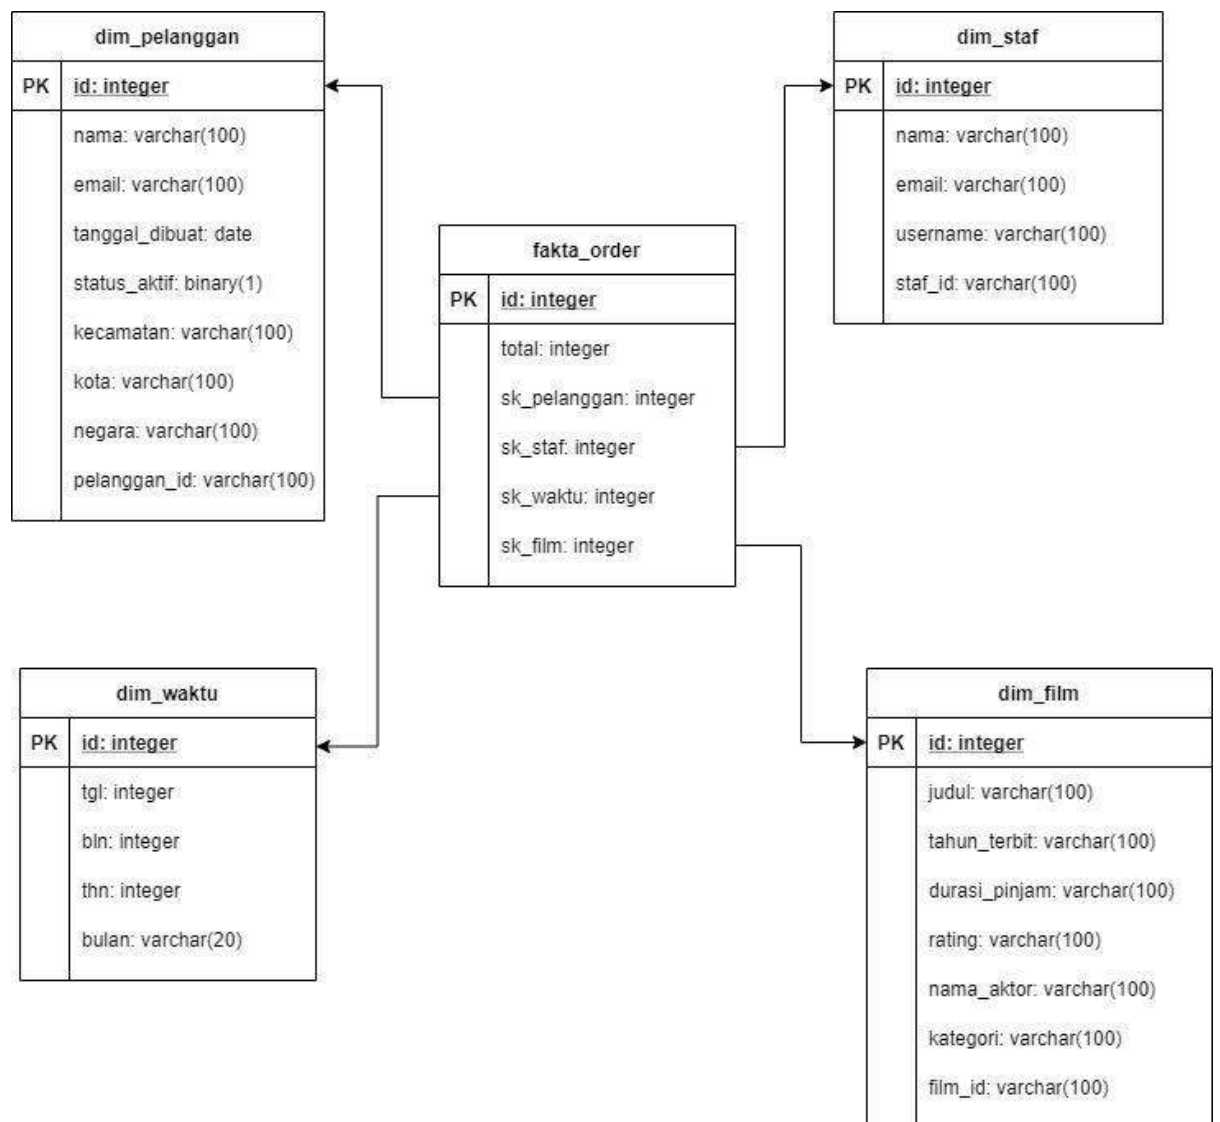 dim_pelanggan
PK id: integer
nama: varchar(100)
email: varchar(100)
tanggal_dibuat: date
status_aktif: binary(1)
kecamatan: varchar(100)
kota: varchar(100)
negara: varchar(100)
pelanggan_id: varchar(100)
dim_staf
PK id: integer
nama: varchar(100)
email: varchar(100)
username: varchar(100)
staf_id: varchar(100)
fakta_order
PK id: integer
total: integer
sk_pelanggan: integer
sk_staf: integer
sk_waktu: integer
sk_film: integer
dim_waktu
PK id: integer
tgl: integer
bln: integer
thn: integer
bulan: varchar(20)
dim_film
PK id: integer
judul: varchar(100)
tahun_terbit: varchar(100)
durasi_pinjam: varchar(100)
rating: varchar(100)
nama_aktor: varchar(100)
kategori: varchar(100)
film_id: varchar(100)